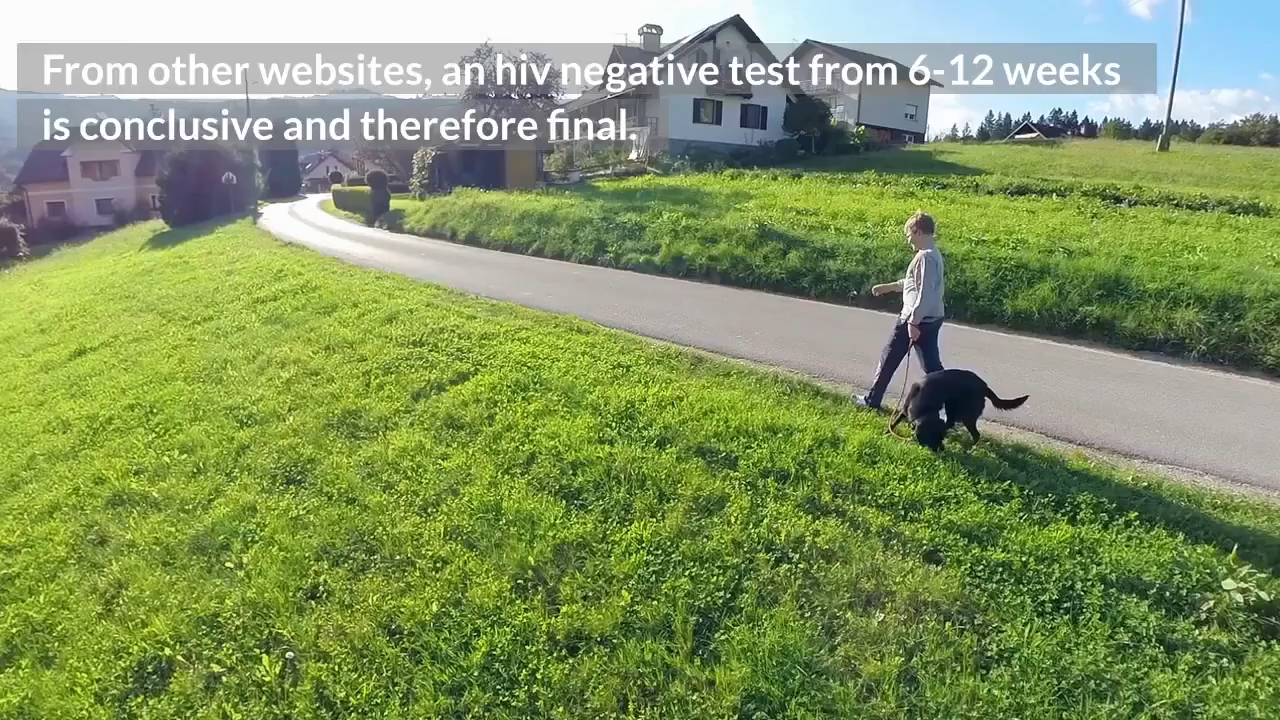 From other websites, an hiv negative test from 6-12 weeks
is conclusive and therefore final.